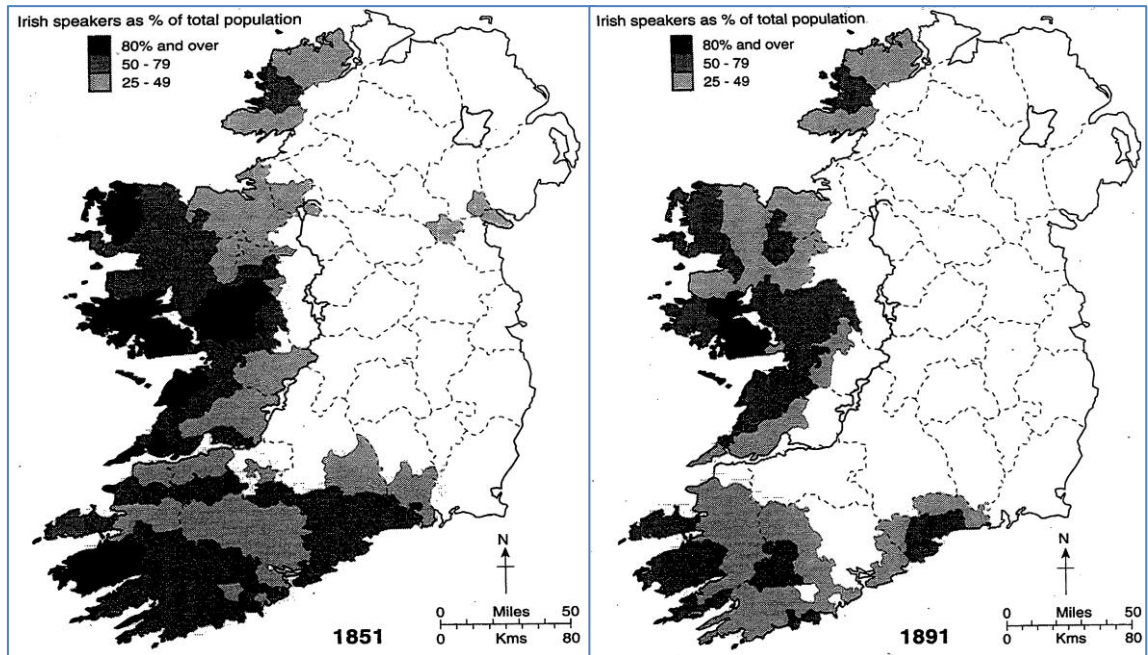 Irish speakers as % of total population
80% and over
50 - 79
25 - 49
N
0 Miles 50
0 Kms 80
1851
Irish speakers as % of total population
80% and over
50 - 79
25 - 49
N
0 Miles 50
0 Kms 80
1891